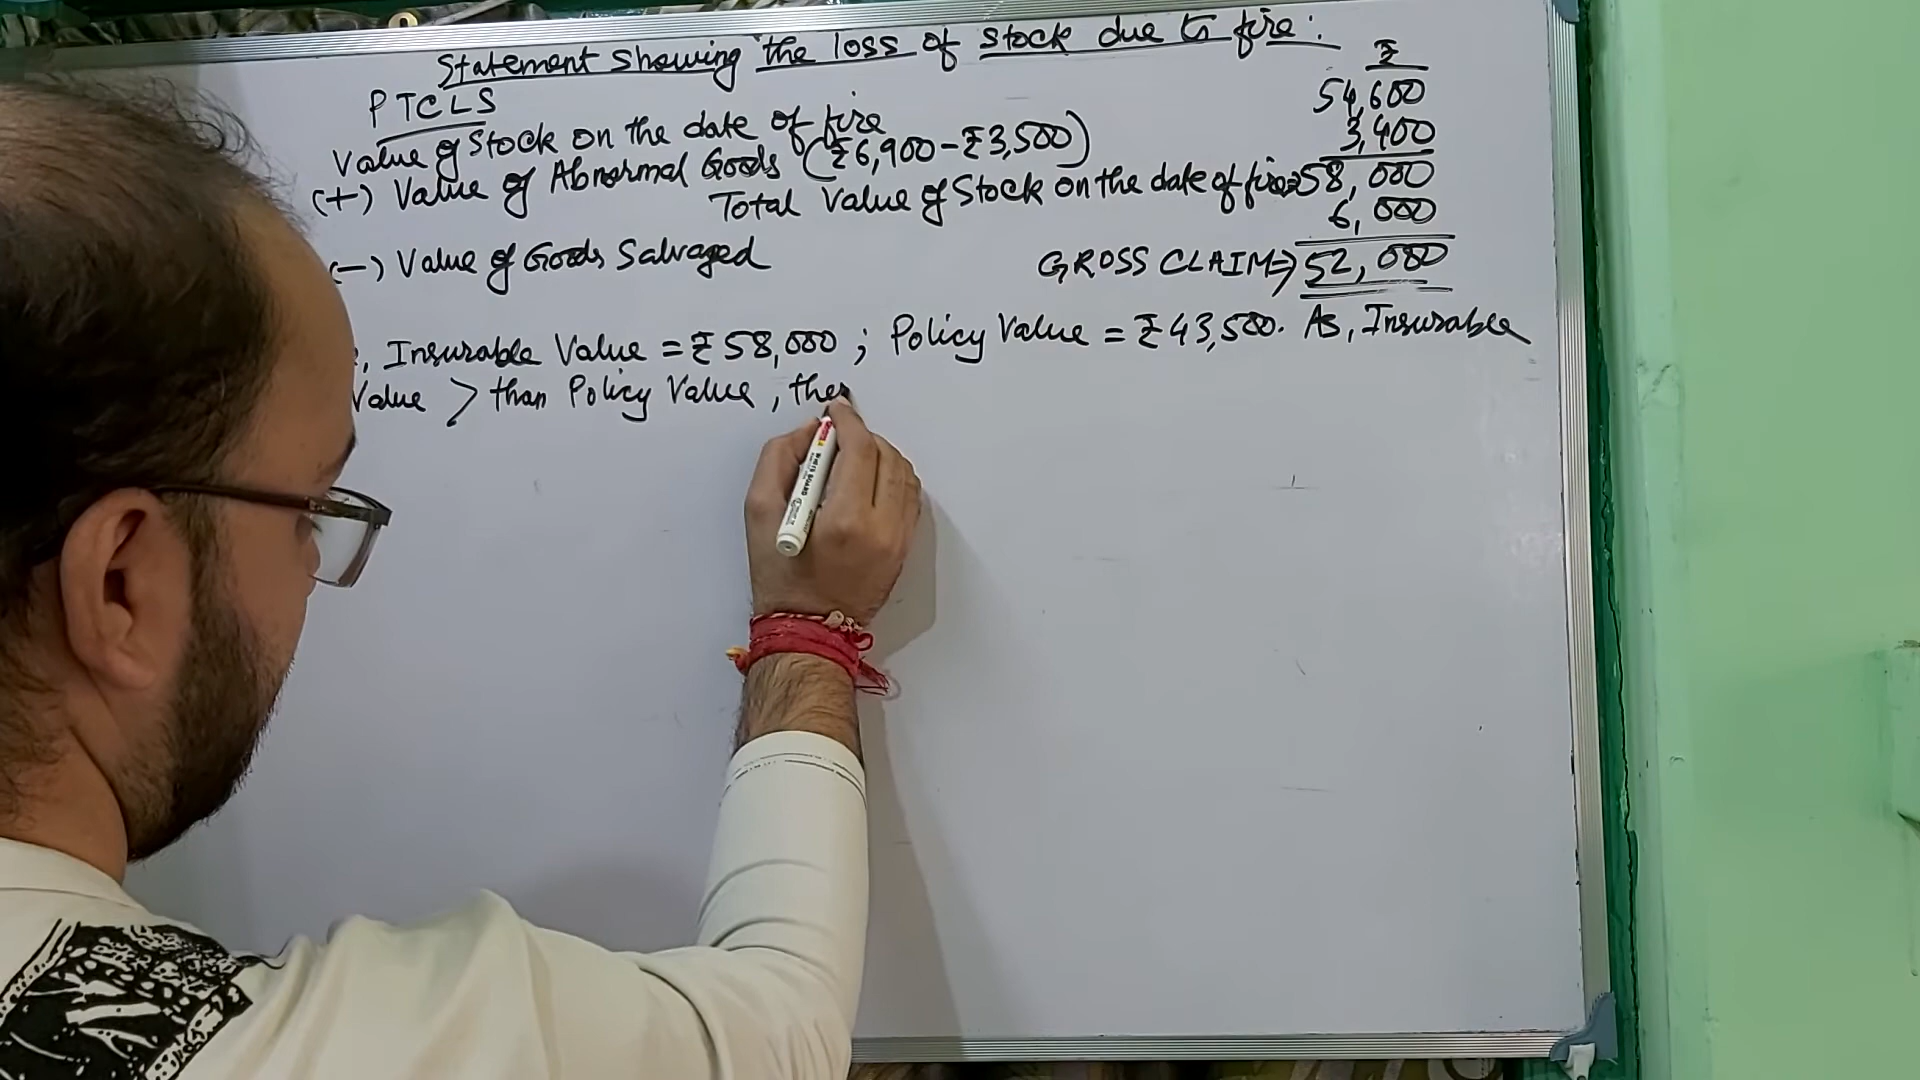 Statement showing the loss of stock due to fire:
PTCLS ₹
Value of Stock on the date of fire 54,600
(+) Value of Abnormal Goods (₹6,900-₹3,500) 3,400
Total Value of Stock on the date of fire 58,000
(-) Value of Goods Salvaged 6,000
GROSS CLAIM⇒ 52,000
, Insurable Value = ₹58,000 ; Policy Value = ₹43,500. As, Insurable
Value > than Policy Value, ther